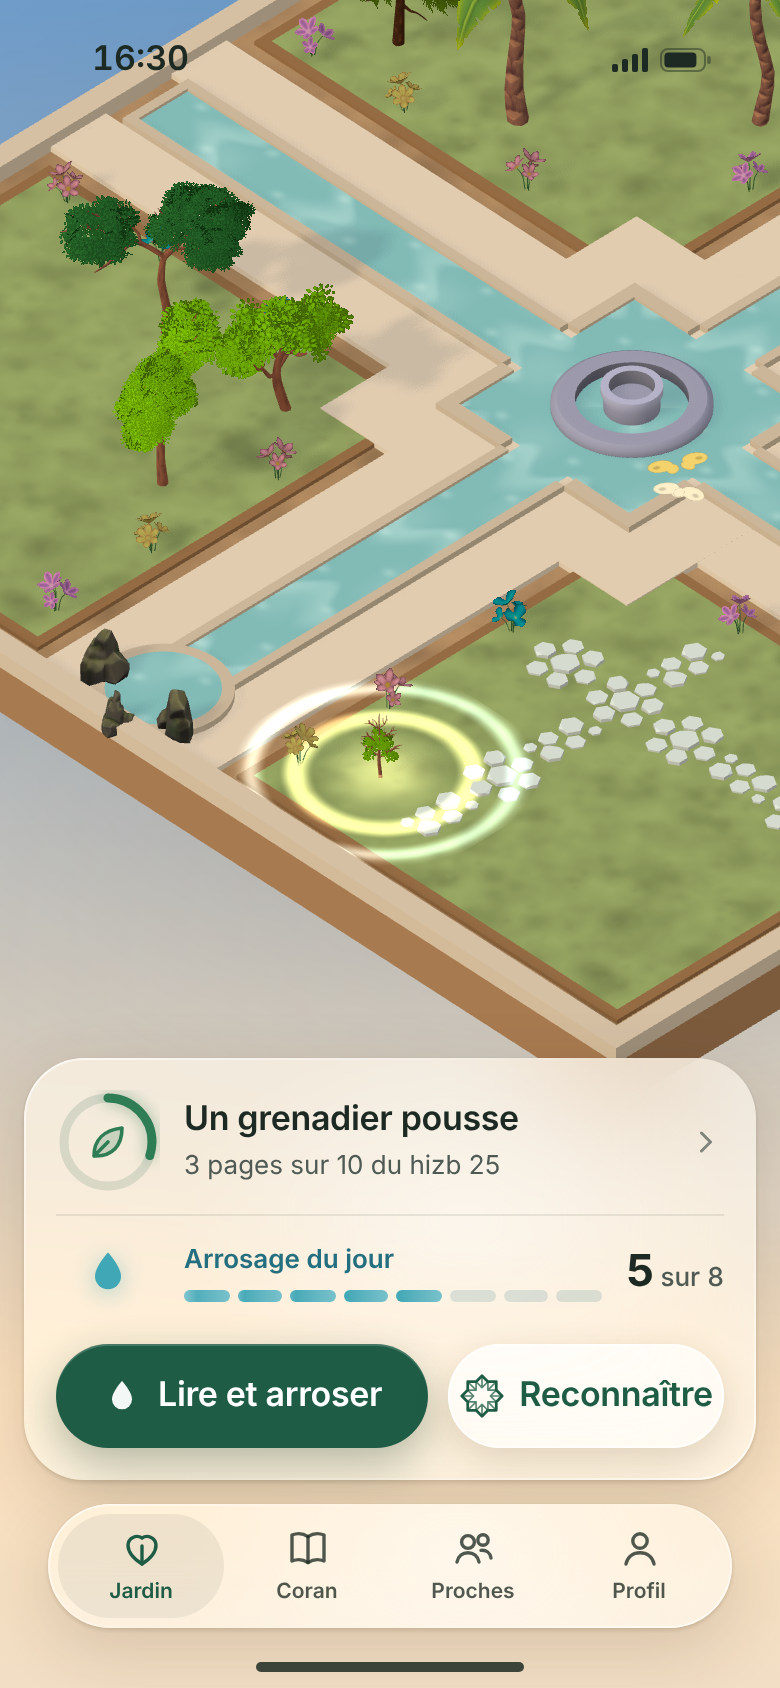 16:30
Un grenadier pousse
3 pages sur 10 du hizb 25
Arrosage du jour
5 sur 8
Lire et arroser
Reconnaître
Jardin
Coran
Proches
Profil